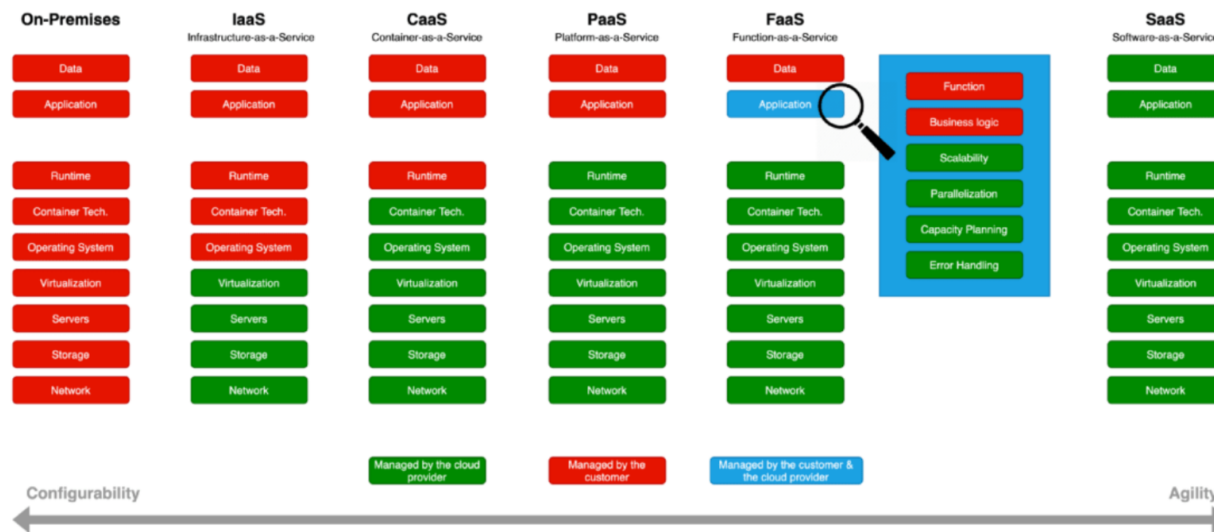 On-Premises
IaaS
Infrastructure-as-a-Service
CaaS
Container-as-a-Service
PaaS
Platform-as-a-Service
FaaS
Function-as-a-Service
SaaS
Software-as-a-Service
Data
Data
Data
Data
Data
Data
Application
Application
Application
Application
Application
Application
Function
Business logic
Scalability
Parallelization
Capacity Planning
Error Handling
Runtime
Runtime
Runtime
Runtime
Runtime
Runtime
Container Tech.
Container Tech.
Container Tech.
Container Tech.
Container Tech.
Container Tech.
Operating System
Operating System
Operating System
Operating System
Operating System
Operating System
Virtualization
Virtualization
Virtualization
Virtualization
Virtualization
Virtualization
Servers
Servers
Servers
Servers
Servers
Servers
Storage
Storage
Storage
Storage
Storage
Storage
Network
Network
Network
Network
Network
Network
Managed by the cloud
provider
Managed by the
customer
Managed by the customer &
the cloud provider
Configurability
Agility